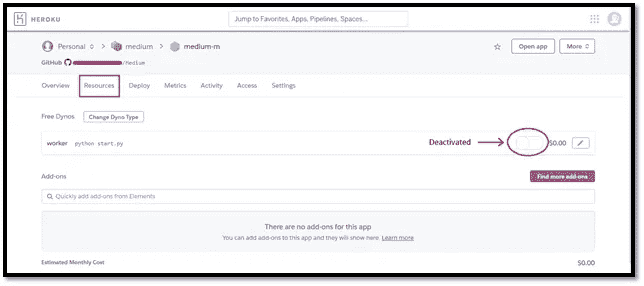 HEROKU
Jump to Favorites, Apps, Pipelines, Spaces...
Personal
medium
medium-m
Open app
More
GitHub /Medium
Overview Resources Deploy Metrics Activity Access Settings
Free Dynos Change Dyno Type
worker python start.py Deactivated $0.00
Add-ons Find more add-ons
Quickly add add-ons from Elements
There are no add-ons for this app
You can add add-ons to this app and they will show here. Learn more
Estimated Monthly Cost $0.00